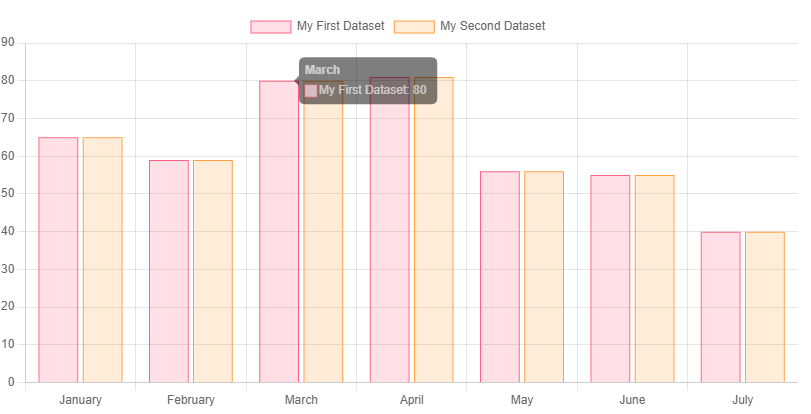 My First Dataset My Second Dataset
90
March
My First Dataset: 80
80
70
60
50
40
30
20
10
0
January February March April May June July